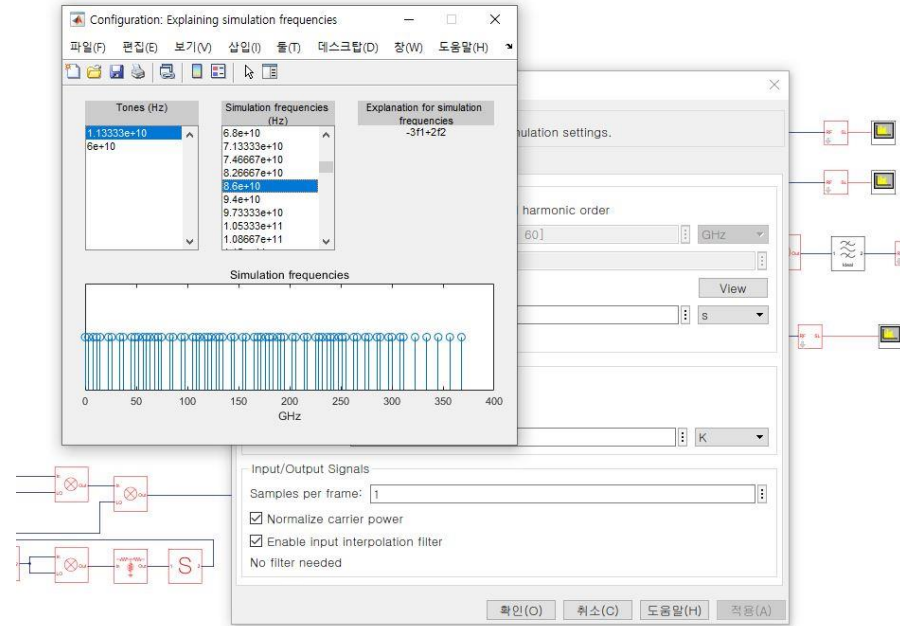 Configuration: Explaining simulation frequencies
파일(F) 편집(E) 보기(V) 삽입(I) 툴(T) 데스크탑(D) 창(W) 도움말(H)
Tones (Hz)
1.13333e+10
6e+10
Simulation frequencies
(Hz)
6.8e+10
7.13333e+10
7.46667e+10
8.26667e+10
8.6e+10
9.4e+10
9.73333e+10
1.05333e+11
1.08667e+11
Explanation for simulation
frequencies
-3f1+2f2
Simulation frequencies
0 50 100 150 200 250 300 350 400
GHz
mulation settings.
harmonic order
60]
GHz
View
s
K
Input/Output Signals
Samples per frame: 1
Normalize carrier power
Enable input interpolation filter
No filter needed
확인(O) 취소(C) 도움말(H) 적용(A)
S